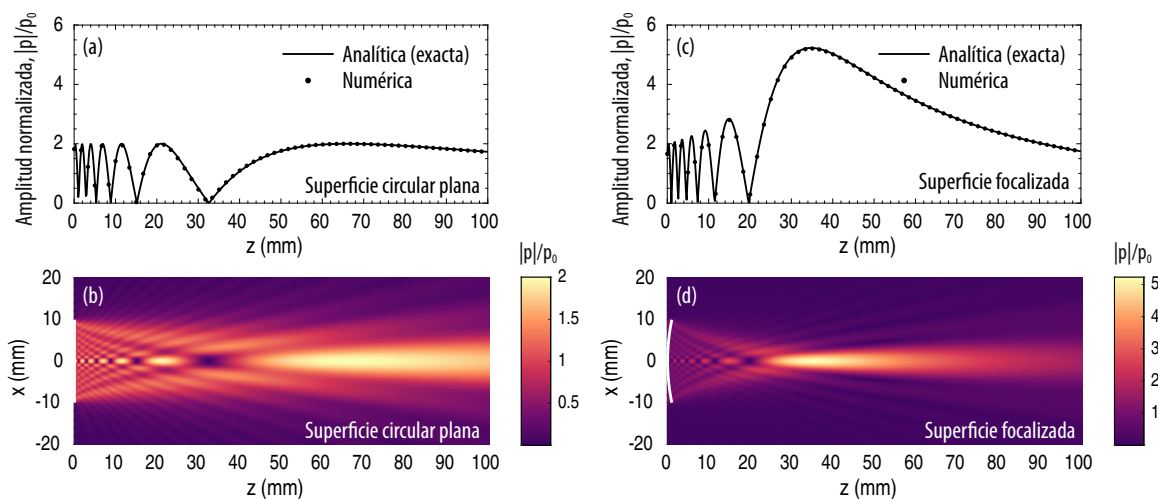 (a)
Amplitud normalizada, |p|/p₀
6
4
2
0
Analítica (exacta)
Numérica
Superficie circular plana
0 10 20 30 40 50 60 70 80 90 100
z (mm)
(c)
Amplitud normalizada, |p|/p₀
6
4
2
0
Analítica (exacta)
Numérica
Superficie focalizada
0 10 20 30 40 50 60 70 80 90 100
z (mm)
(b)
x (mm)
20
10
0
-10
-20
Superficie circular plana
0 10 20 30 40 50 60 70 80 90 100
z (mm)
|p|/p₀
2
1.5
1
0.5
(d)
x (mm)
20
10
0
-10
-20
Superficie focalizada
0 10 20 30 40 50 60 70 80 90 100
z (mm)
|p|/p₀
5
4
3
2
1